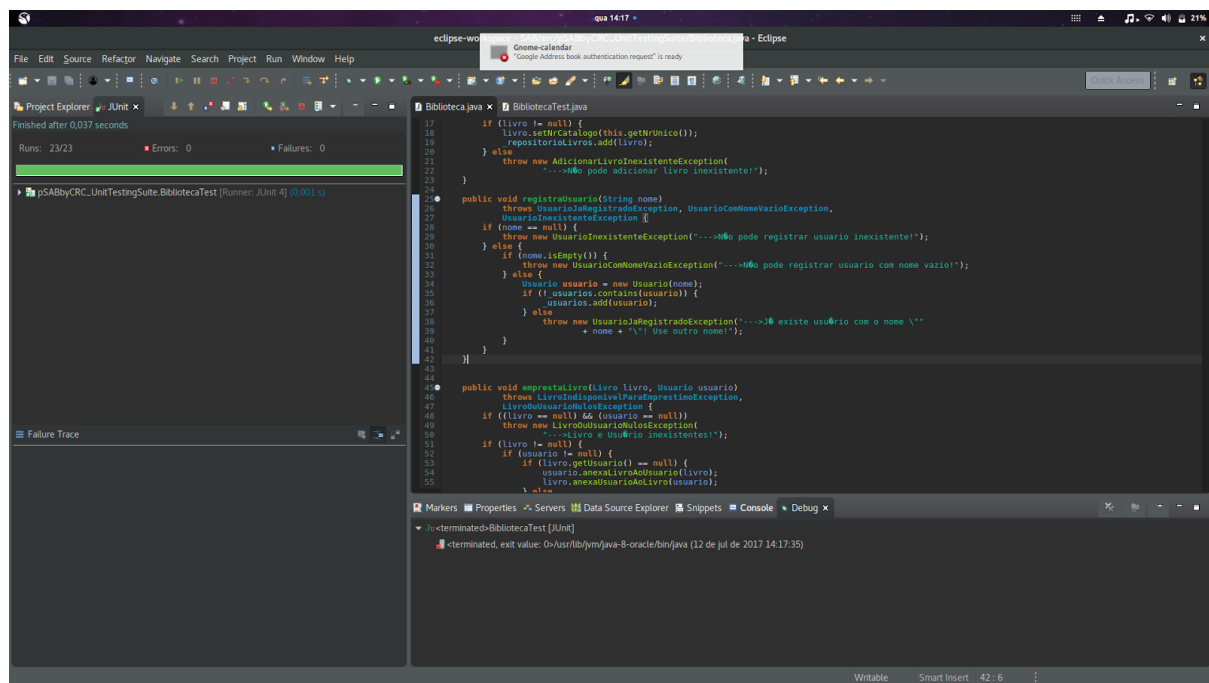 qua 14:17
21%
eclipse-workspace - SAB/src/pSABbyCRC_UnitTestingSuite/Biblioteca.java - Eclipse
Gnome-calendar
"Google Address book authentication request" is ready
File Edit Source Refactor Navigate Search Project Run Window Help
Quick Access
Project Explorer JUnit
Finished after 0,037 seconds
Runs: 23/23 Errors: 0 Failures: 0
pSABbyCRC_UnitTestingSuite.BibliotecaTest [Runner: JUnit 4] (0,001 s)
Failure Trace
Biblioteca.java BibliotecaTest.java
17 if (livro != null) {
18 livro.setNrCatalogo(this.getNrUnico());
19 _repositorioLivros.add(livro);
20 } else
21 throw new AdicionarLivroInexistenteException(
22 "--->N�o pode adicionar livro inexistente!");
23 }
24
25 public void registraUsuario(String nome)
26 throws UsuarioJaRegistradoException, UsuarioComNomeVazioException,
27 UsuarioInexistenteException {
28 if (nome == null) {
29 throw new UsuarioInexistenteException("--->N�o pode registrar usuario inexistente!");
30 } else {
31 if (nome.isEmpty()) {
32 throw new UsuarioComNomeVazioException("--->N�o pode registrar usuario com nome vazio!");
33 } else {
34 Usuario usuario = new Usuario(nome);
35 if (!_usuarios.contains(usuario)) {
36 _usuarios.add(usuario);
37 } else
38 throw new UsuarioJaRegistradoException("--->J� existe usu�rio com o nome \""
39 + nome + "\"! Use outro nome!");
40 }
41 }
42 }
43
44
45 public void emprestaLivro(Livro livro, Usuario usuario)
46 throws LivroIndisponivelParaEmprestimoException,
47 LivroOuUsuarioNulosException {
48 if ((livro == null) && (usuario == null))
49 throw new LivroOuUsuarioNulosException(
50 "--->Livro e Usu�rio inexistentes!");
51 if (livro != null) {
52 if (usuario != null) {
53 if (livro.getUsuario() == null) {
54 usuario.anexaLivroAoUsuario(livro);
55 livro.anexaUsuarioAoLivro(usuario);
} else
Markers Properties Servers Data Source Explorer Snippets Console Debug
<terminated>BibliotecaTest [JUnit]
<terminated, exit value: 0>/usr/lib/jvm/java-8-oracle/bin/java (12 de jul de 2017 14:17:35)
Writable Smart Insert 42 : 6